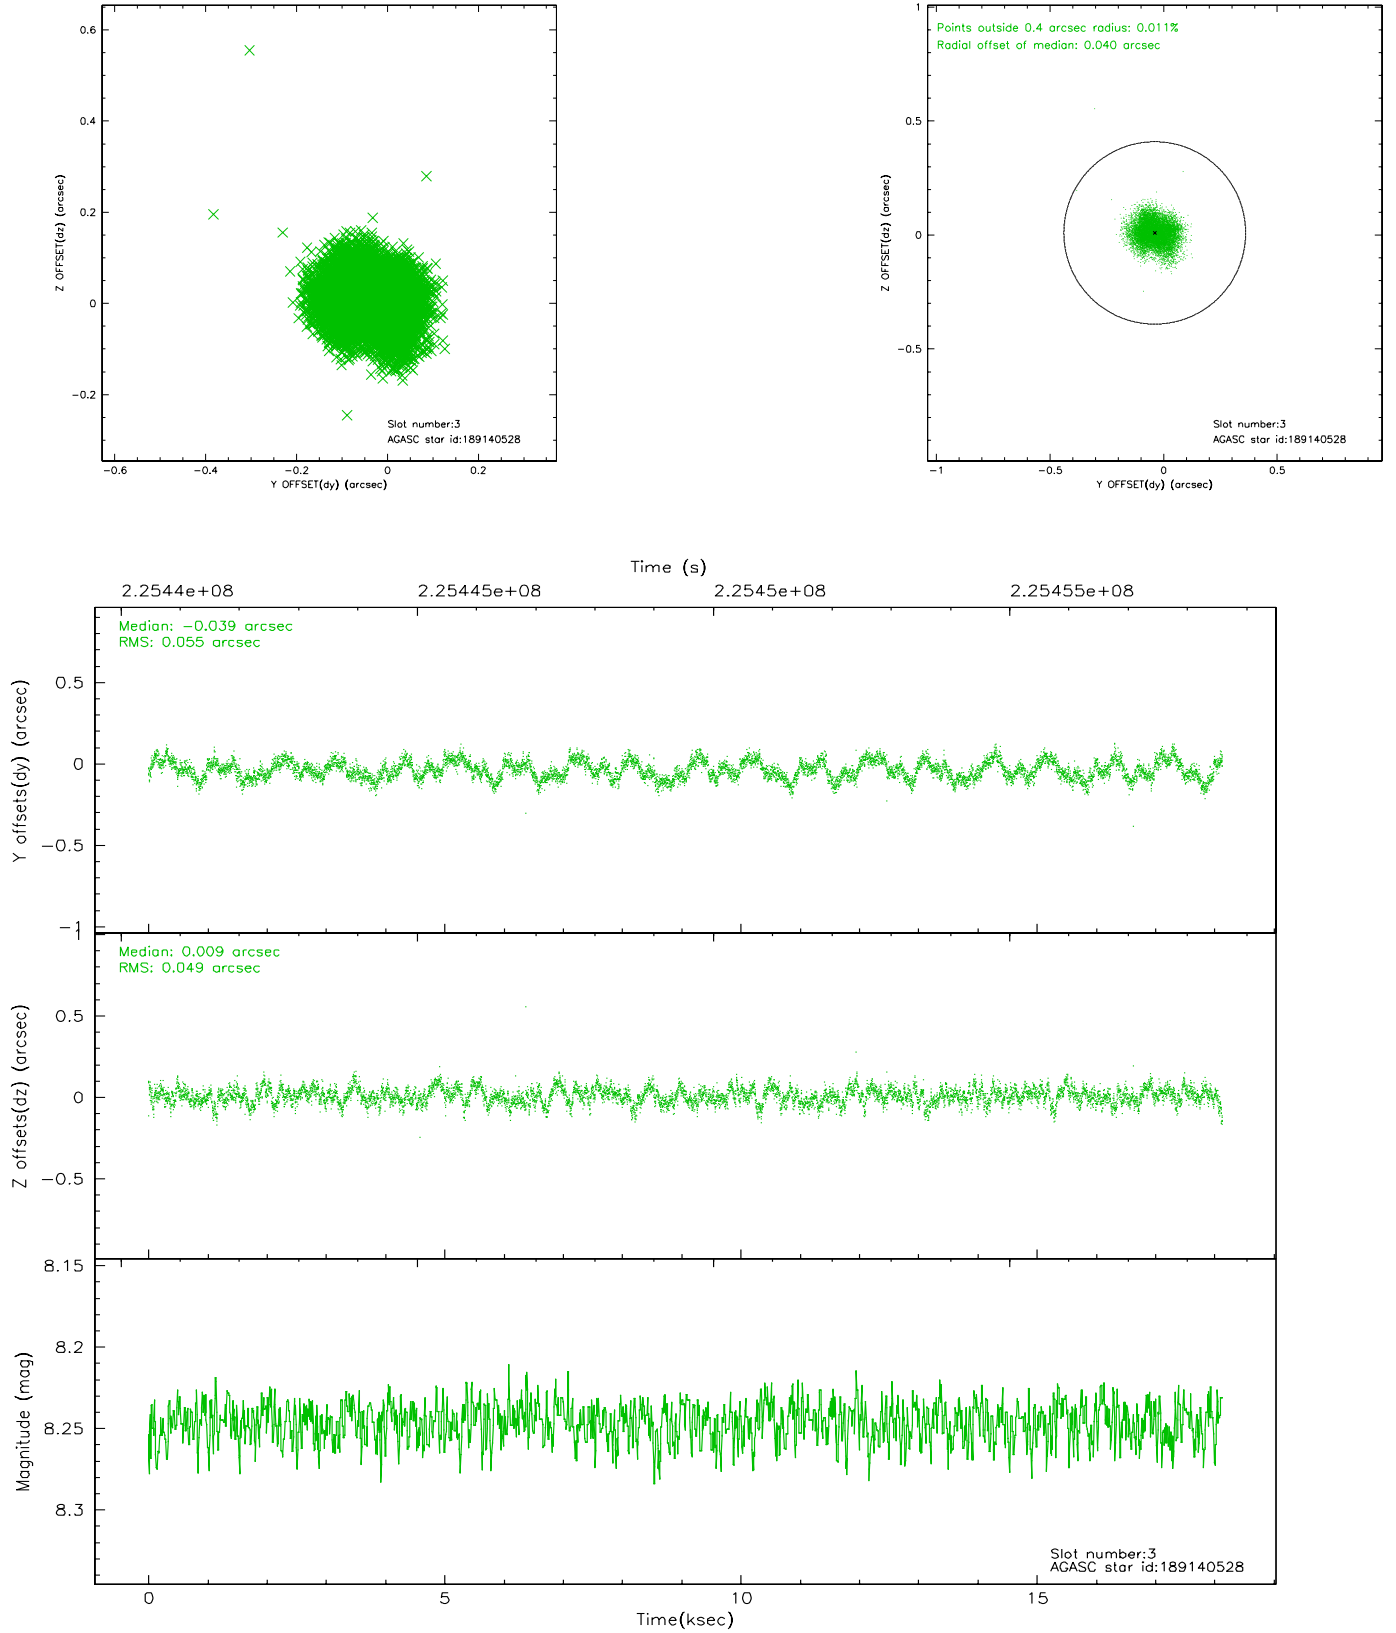 0.6
0.4
0.2
0
−0.2
Z OFFSET(dz) (arcsec)
Slot number:3
AGASC star id:189140528
−0.6 −0.4 −0.2 0 0.2
Y OFFSET(dy) (arcsec)
Points outside 0.4 arcsec radius: 0.011%
Radial offset of median: 0.040 arcsec
1
0.5
0
−0.5
Z OFFSET(dz) (arcsec)
Slot number:3
AGASC star id:189140528
−1 −0.5 0 0.5
Y OFFSET(dy) (arcsec)
Time (s)
2.2544e+08 2.25445e+08 2.2545e+08 2.25455e+08
Median: −0.039 arcsec
RMS: 0.055 arcsec
0.5
0
−0.5
−1
Y offsets(dy) (arcsec)
Median: 0.009 arcsec
RMS: 0.049 arcsec
1
0.5
0
−0.5
Z offsets(dz) (arcsec)
8.15
8.2
8.25
8.3
Magnitude (mag)
Slot number:3
AGASC star id:189140528
0 5 10 15
Time(ksec)